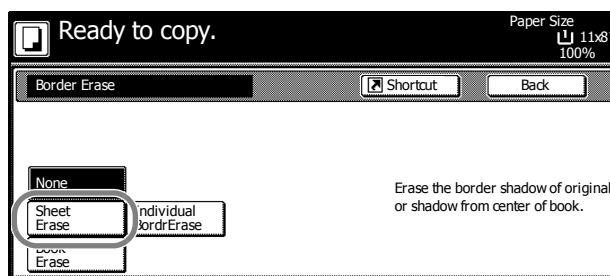 Ready to copy.
Paper Size
11x8
100%
Border Erase
Shortcut
Back
None
Erase the border shadow of original
or shadow from center of book.
Sheet
Erase
Individual
BordrErase
Book
Erase